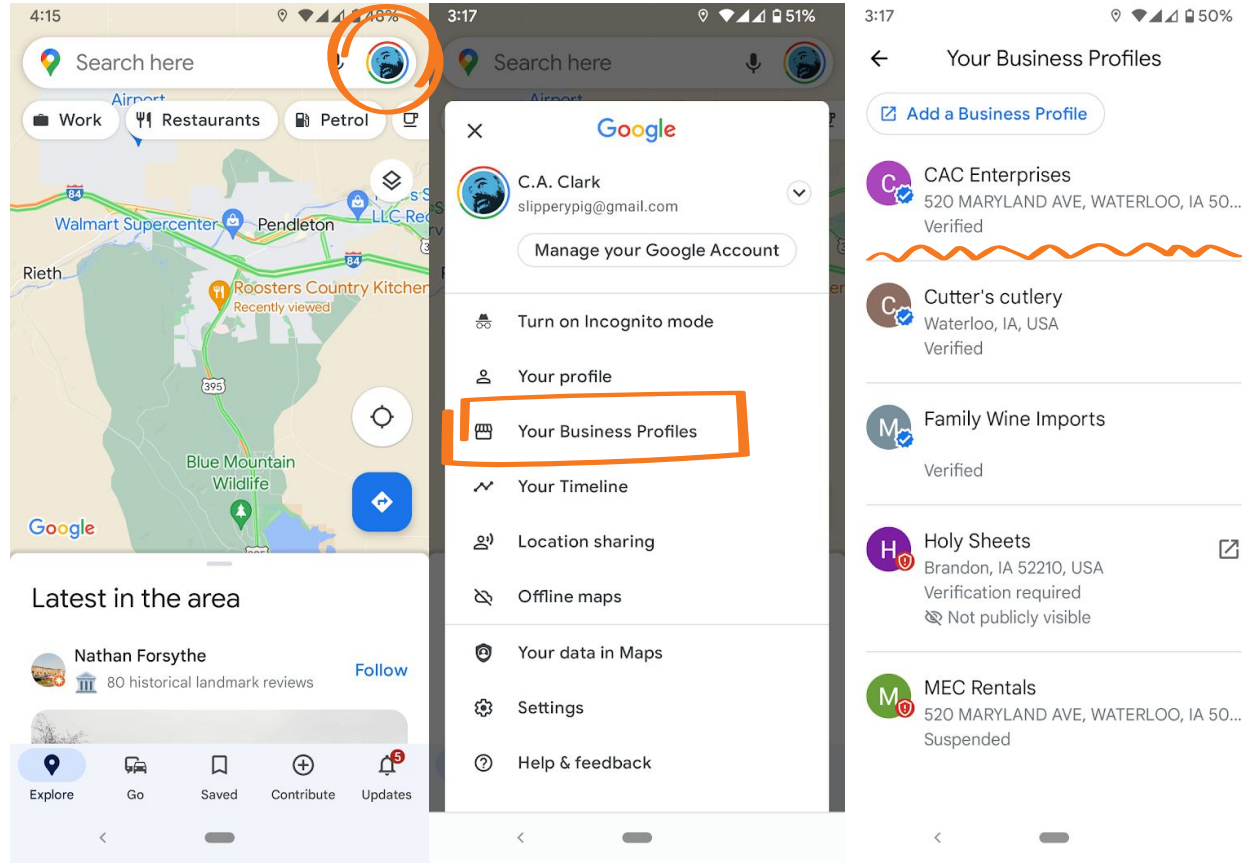 4:15
48%
Search here
Airport
Work
Restaurants
Petrol
84
Walmart Supercenter
Pendleton
LLC Rec
84
Rieth
Roosters Country Kitchen
Recently viewed
395
Blue Mountain
Wildlife
Google
395
Latest in the area
Nathan Forsythe
80 historical landmark reviews
Follow
5
Explore
Go
Saved
Contribute
Updates
3:17
51%
Search here
Airport
Google
C.A. Clark
slipperypig@gmail.com
Manage your Google Account
Turn on Incognito mode
Your profile
Your Business Profiles
Your Timeline
Location sharing
Offline maps
Your data in Maps
Settings
Help & feedback
3:17
50%
Your Business Profiles
Add a Business Profile
C
CAC Enterprises
520 MARYLAND AVE, WATERLOO, IA 50...
Verified
C
Cutter's cutlery
Waterloo, IA, USA
Verified
M
Family Wine Imports
Verified
H
Holy Sheets
Brandon, IA 52210, USA
Verification required
Not publicly visible
M
MEC Rentals
520 MARYLAND AVE, WATERLOO, IA 50...
Suspended